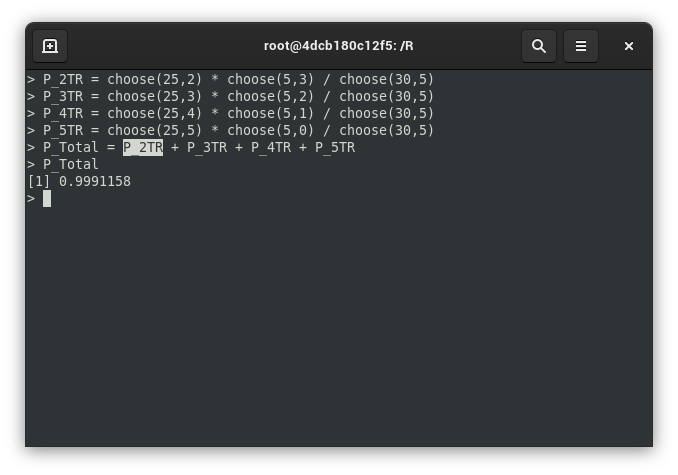 root@4dcb180c12f5: /R
> P_2TR = choose(25,2) * choose(5,3) / choose(30,5)
> P_3TR = choose(25,3) * choose(5,2) / choose(30,5)
> P_4TR = choose(25,4) * choose(5,1) / choose(30,5)
> P_5TR = choose(25,5) * choose(5,0) / choose(30,5)
> P_Total = P_2TR + P_3TR + P_4TR + P_5TR
> P_Total
[1] 0.9991158
>